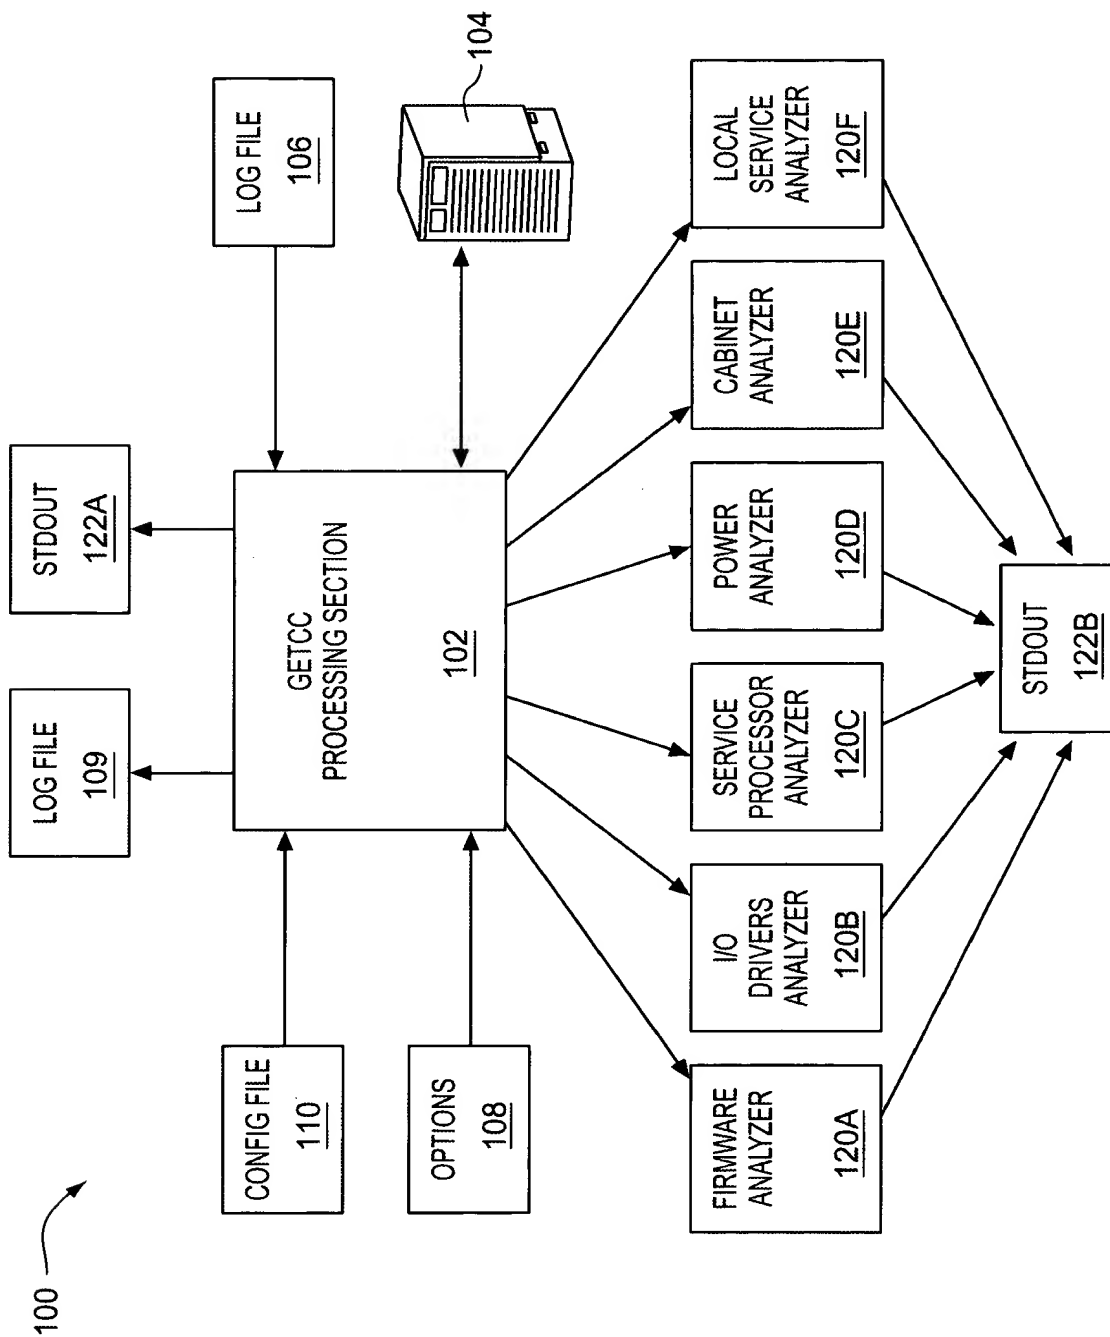 100
LOG FILE
109
STDOUT
122A
CONFIG FILE
110
LOG FILE
106
GETCC
PROCESSING SECTION
102
OPTIONS
108
104
FIRMWARE
ANALYZER
120A
I/O
DRIVERS
ANALYZER
120B
SERVICE
PROCESSOR
ANALYZER
120C
POWER
ANALYZER
120D
CABINET
ANALYZER
120E
LOCAL
SERVICE
ANALYZER
120F
STDOUT
122B